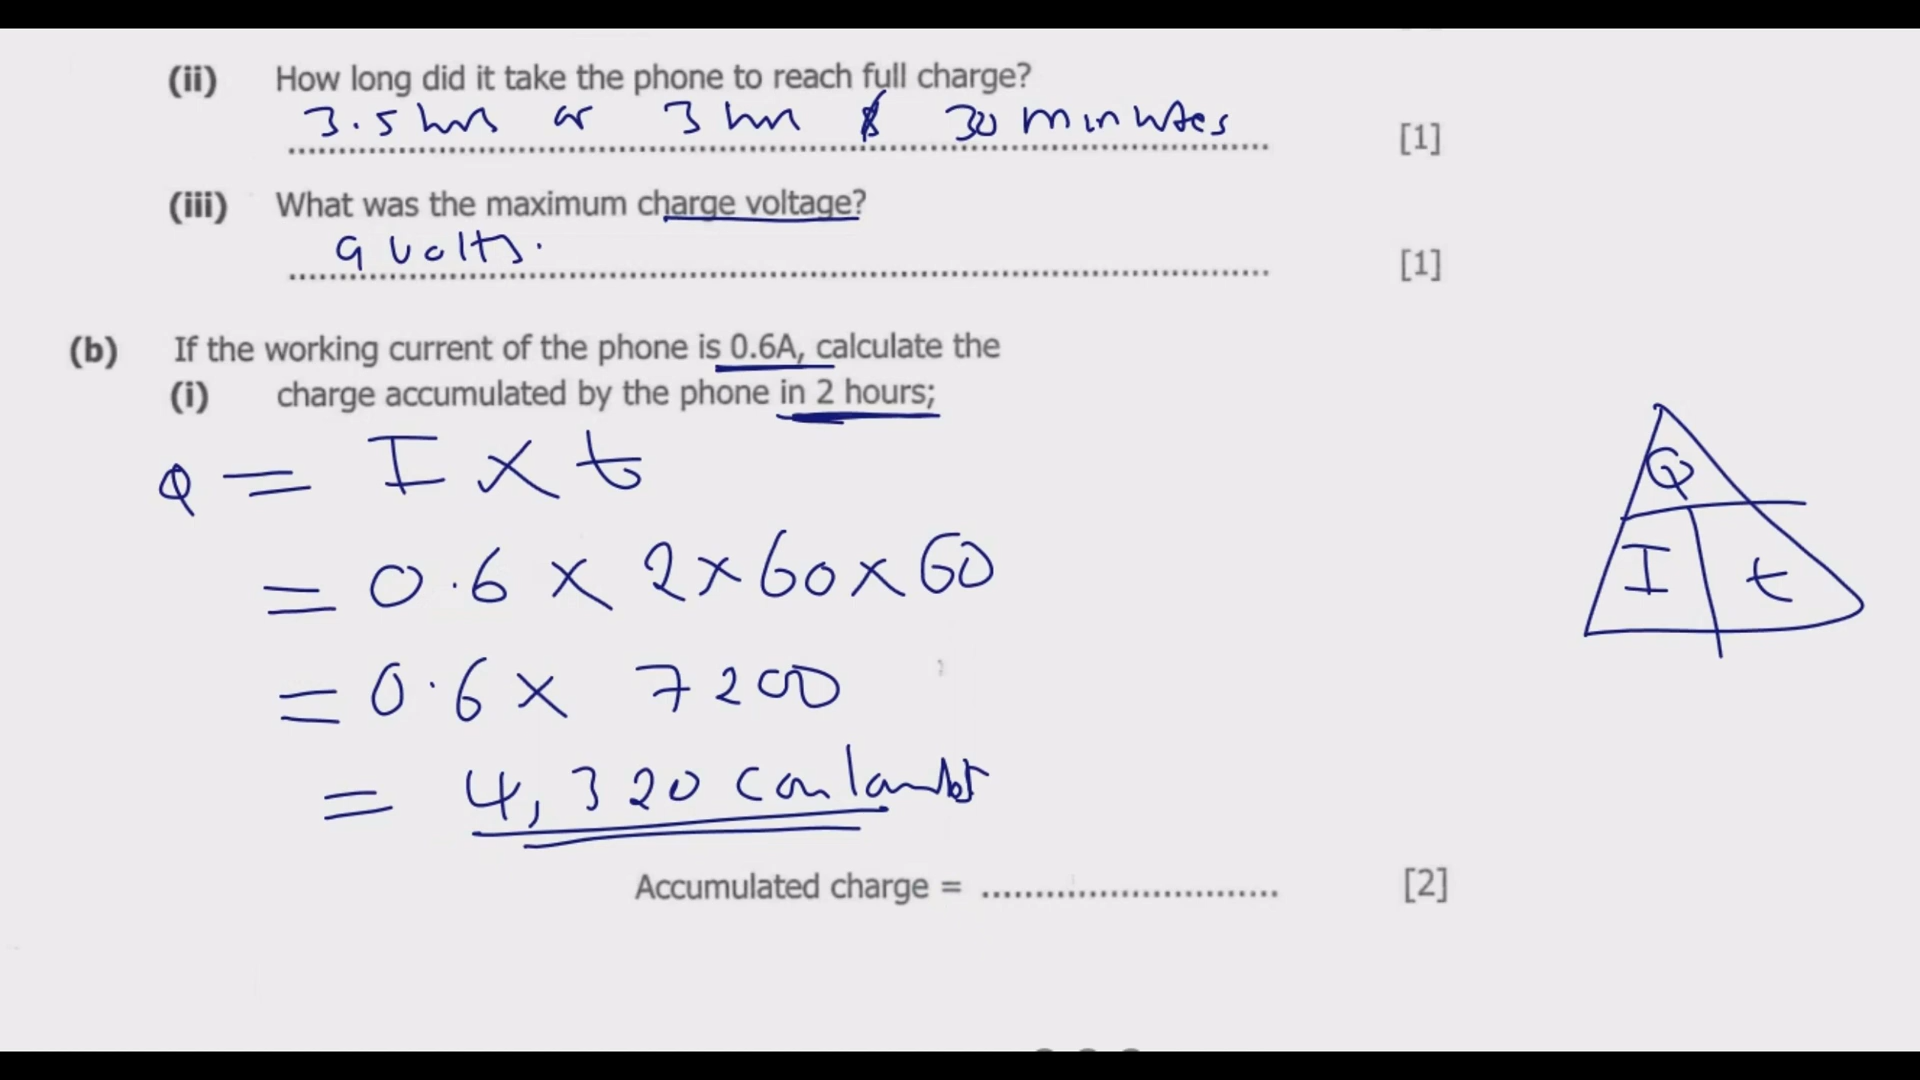 (ii) How long did it take the phone to reach full charge?
3.5 hrs or 3 hrs & 30 minutes
[1]
(iii) What was the maximum charge voltage?
9 volts.
[1]
(b) If the working current of the phone is 0.6A, calculate the
(i) charge accumulated by the phone in 2 hours;
Q = I × t
= 0.6 × 2 × 60 × 60
= 0.6 × 7200
= 4,320 coulombs
Q
I t
Accumulated charge = .............................. [2]